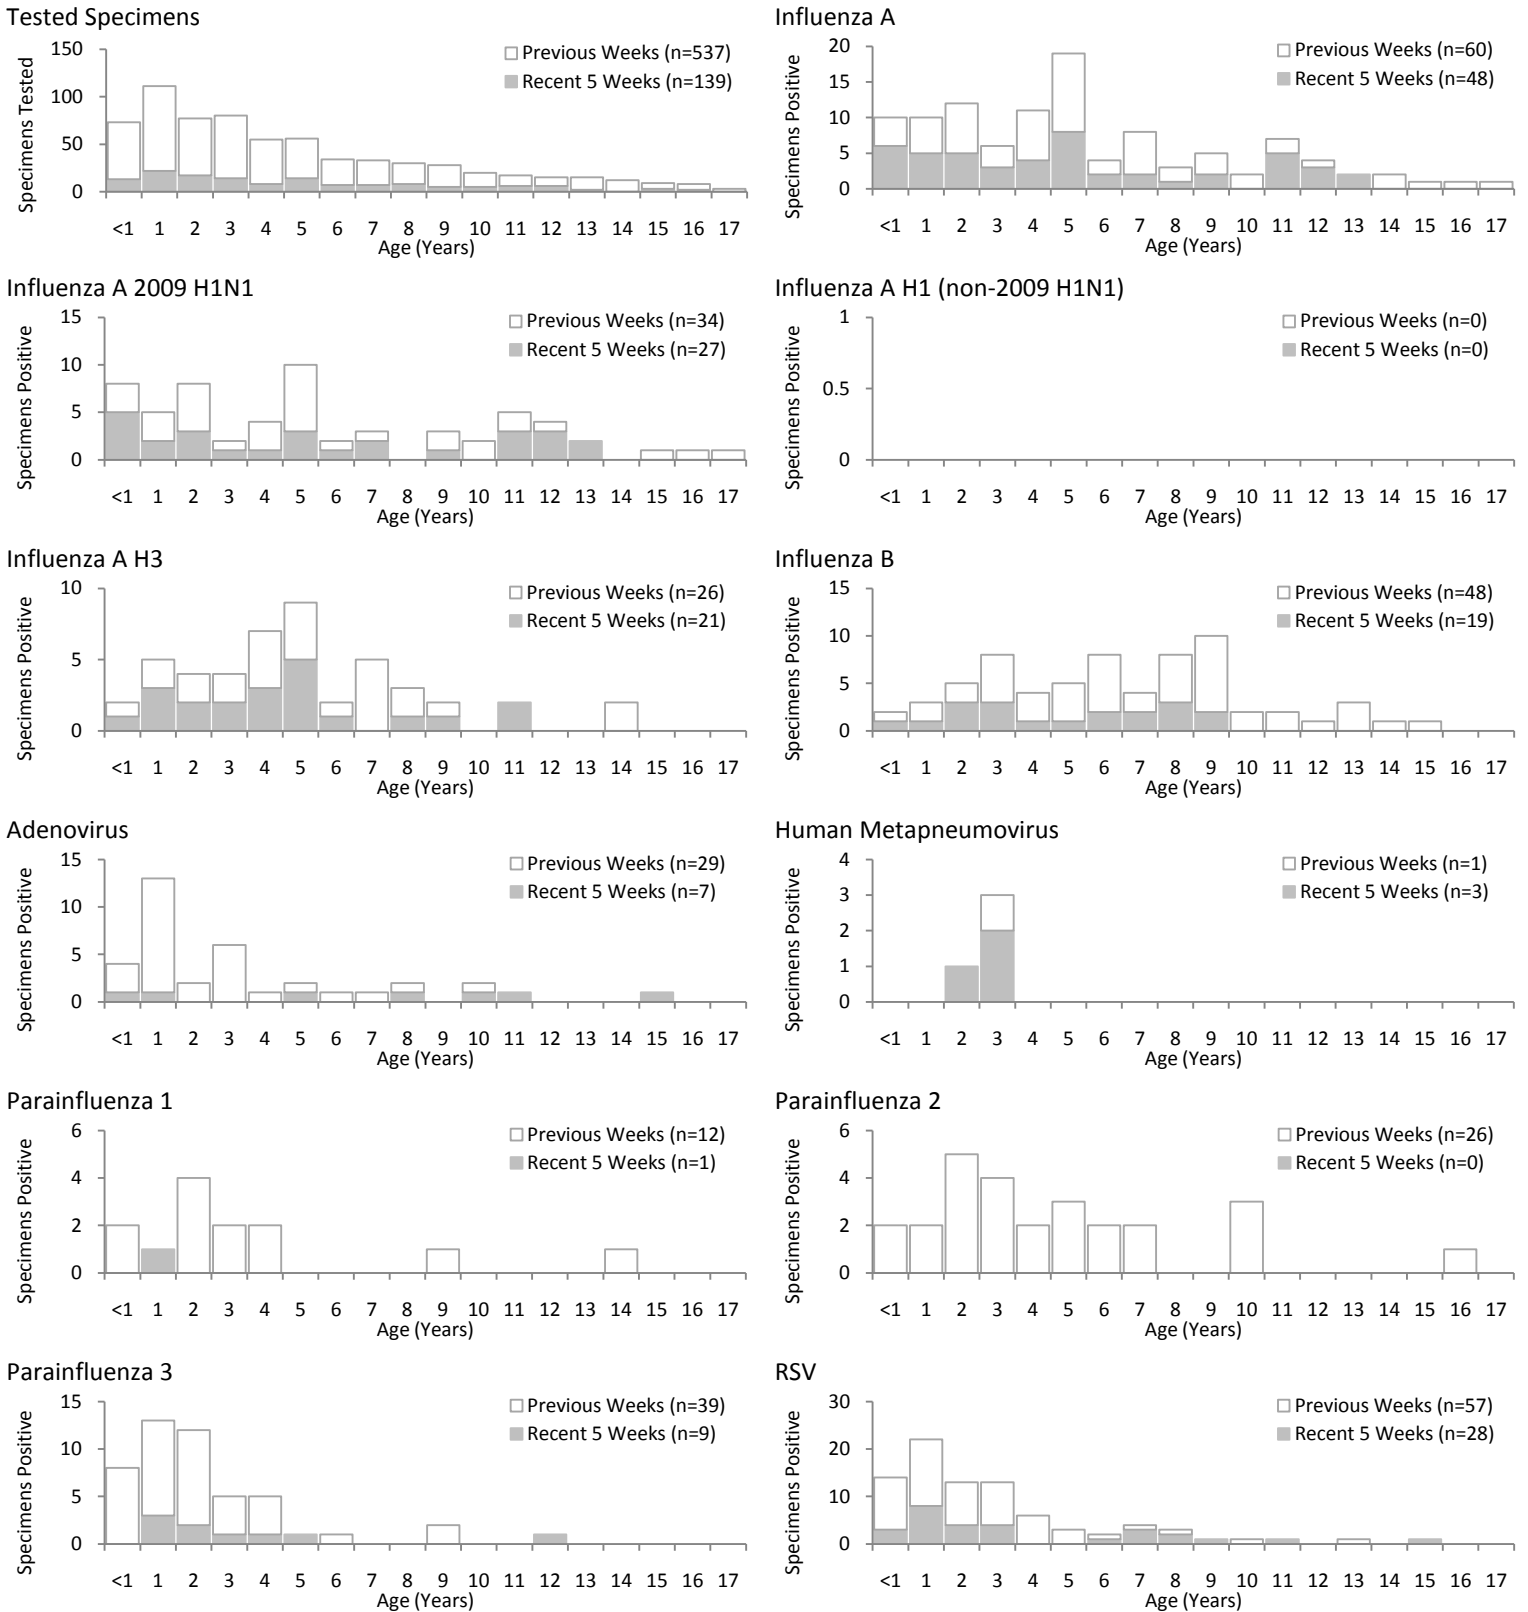 Tested Specimens
Specimens Tested
150
100
50
0
Previous Weeks (n=537)
Recent 5 Weeks (n=139)
<1 1 2 3 4 5 6 7 8 9 10 11 12 13 14 15 16 17
Age (Years)
Influenza A
Specimens Positive
20
15
10
5
0
Previous Weeks (n=60)
Recent 5 Weeks (n=48)
<1 1 2 3 4 5 6 7 8 9 10 11 12 13 14 15 16 17
Age (Years)
Influenza A 2009 H1N1
Specimens Positive
15
10
5
0
Previous Weeks (n=34)
Recent 5 Weeks (n=27)
<1 1 2 3 4 5 6 7 8 9 10 11 12 13 14 15 16 17
Age (Years)
Influenza A H1 (non-2009 H1N1)
Specimens Positive
1
0.5
0
Previous Weeks (n=0)
Recent 5 Weeks (n=0)
<1 1 2 3 4 5 6 7 8 9 10 11 12 13 14 15 16 17
Age (Years)
Influenza A H3
Specimens Positive
10
5
0
Previous Weeks (n=26)
Recent 5 Weeks (n=21)
<1 1 2 3 4 5 6 7 8 9 10 11 12 13 14 15 16 17
Age (Years)
Influenza B
Specimens Positive
15
10
5
0
Previous Weeks (n=48)
Recent 5 Weeks (n=19)
<1 1 2 3 4 5 6 7 8 9 10 11 12 13 14 15 16 17
Age (Years)
Adenovirus
Specimens Positive
15
10
5
0
Previous Weeks (n=29)
Recent 5 Weeks (n=7)
<1 1 2 3 4 5 6 7 8 9 10 11 12 13 14 15 16 17
Age (Years)
Human Metapneumovirus
Specimens Positive
4
3
2
1
0
Previous Weeks (n=1)
Recent 5 Weeks (n=3)
<1 1 2 3 4 5 6 7 8 9 10 11 12 13 14 15 16 17
Age (Years)
Parainfluenza 1
Specimens Positive
6
4
2
0
Previous Weeks (n=12)
Recent 5 Weeks (n=1)
<1 1 2 3 4 5 6 7 8 9 10 11 12 13 14 15 16 17
Age (Years)
Parainfluenza 2
Specimens Positive
6
4
2
0
Previous Weeks (n=26)
Recent 5 Weeks (n=0)
<1 1 2 3 4 5 6 7 8 9 10 11 12 13 14 15 16 17
Age (Years)
Parainfluenza 3
Specimens Positive
15
10
5
0
Previous Weeks (n=39)
Recent 5 Weeks (n=9)
<1 1 2 3 4 5 6 7 8 9 10 11 12 13 14 15 16 17
Age (Years)
RSV
Specimens Positive
30
20
10
0
Previous Weeks (n=57)
Recent 5 Weeks (n=28)
<1 1 2 3 4 5 6 7 8 9 10 11 12 13 14 15 16 17
Age (Years)